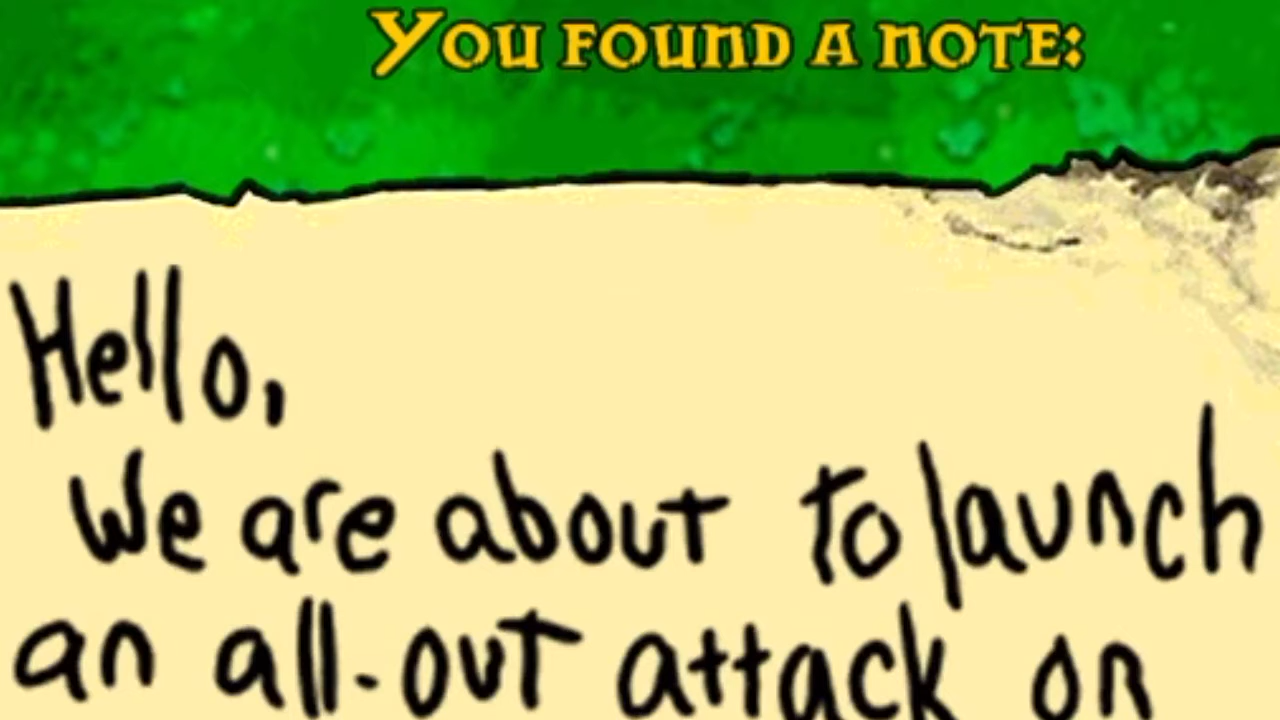 You found a note:
Hello,
We are about to launch
an all-out attack on